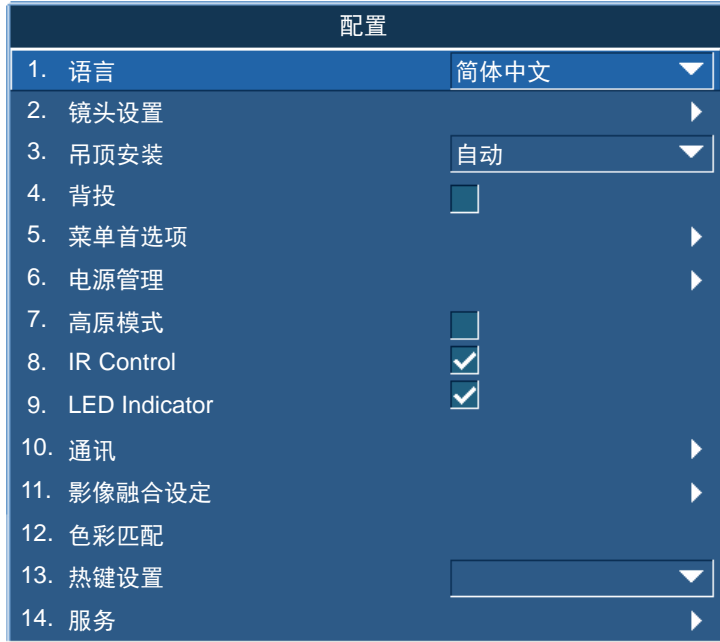 配置
1. 语言 简体中文
2. 镜头设置
3. 吊顶安装 自动
4. 背投
5. 菜单首选项
6. 电源管理
7. 高原模式
8. IR Control
9. LED Indicator
10. 通讯
11. 影像融合设定
12. 色彩匹配
13. 热键设置
14. 服务